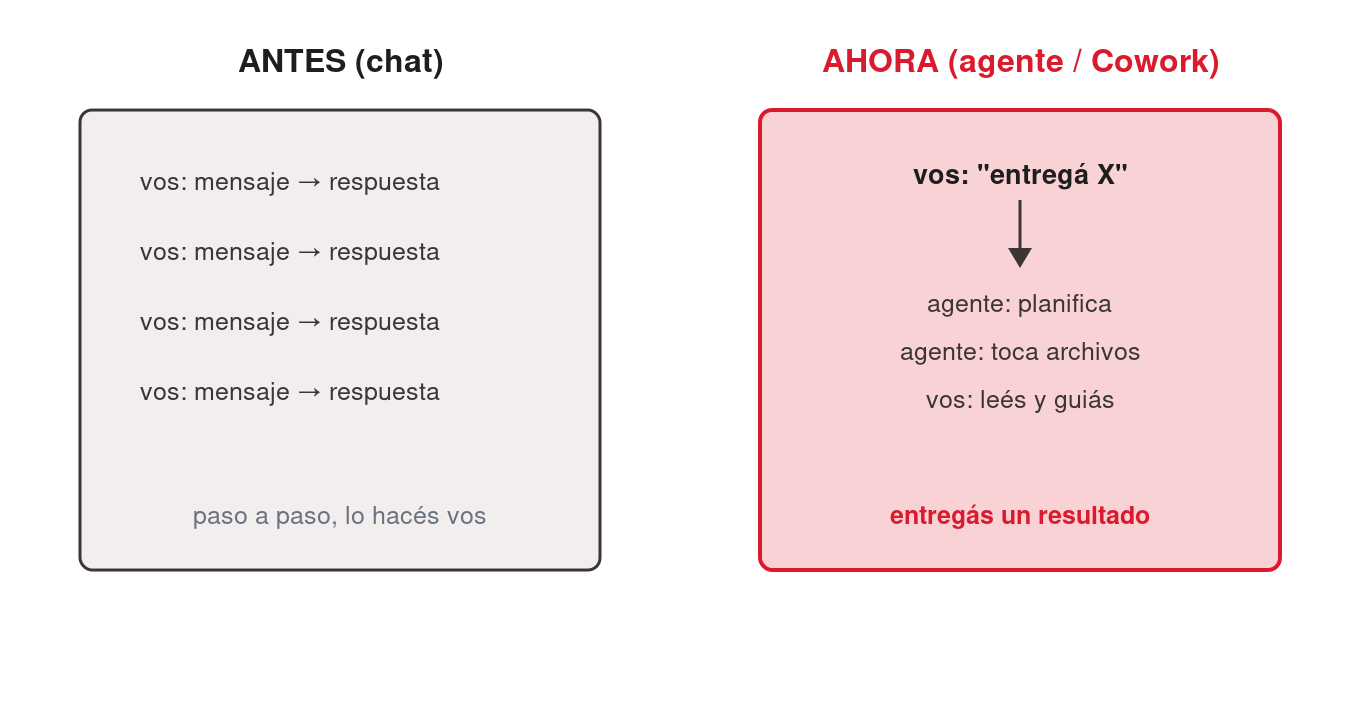 ANTES (chat)
vos: mensaje → respuesta
vos: mensaje → respuesta
vos: mensaje → respuesta
vos: mensaje → respuesta
paso a paso, lo hacés vos
AHORA (agente / Cowork)
vos: "entregá X"
agente: planifica
agente: toca archivos
vos: leés y guiás
entregás un resultado